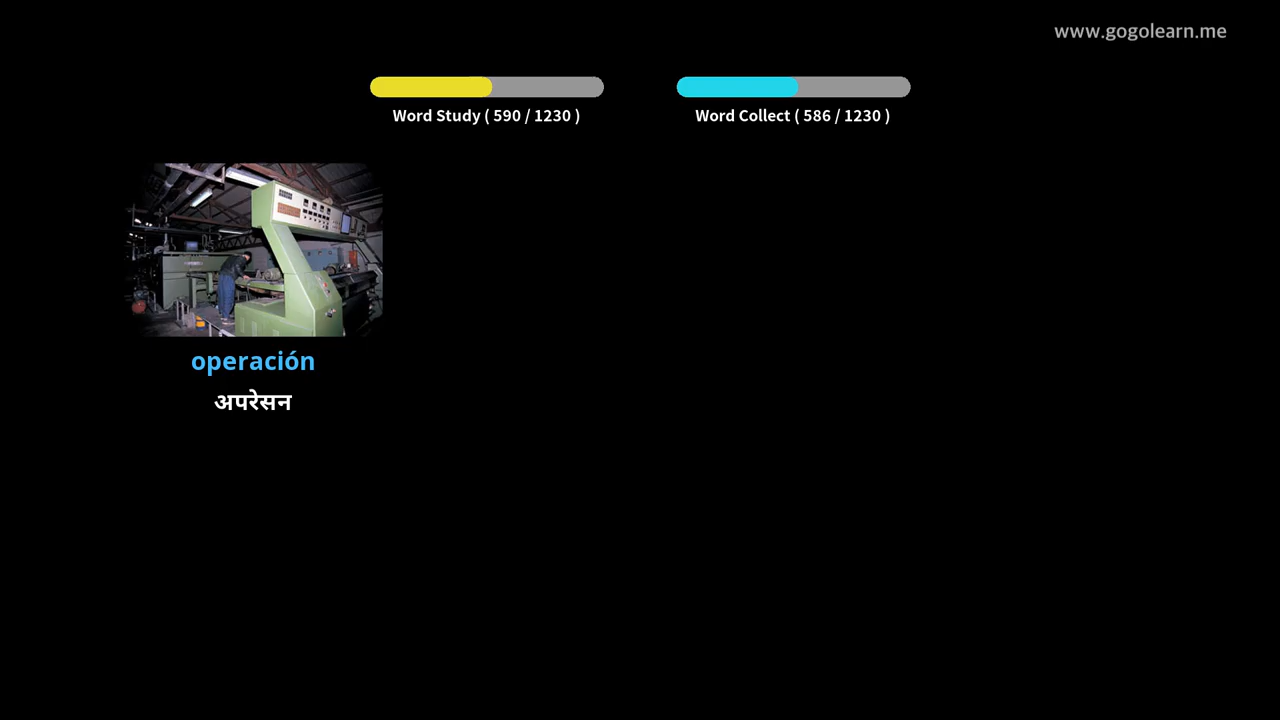 www.gogolearn.me
Word Study ( 590 / 1230 )
Word Collect ( 586 / 1230 )
operación
अपरेसन